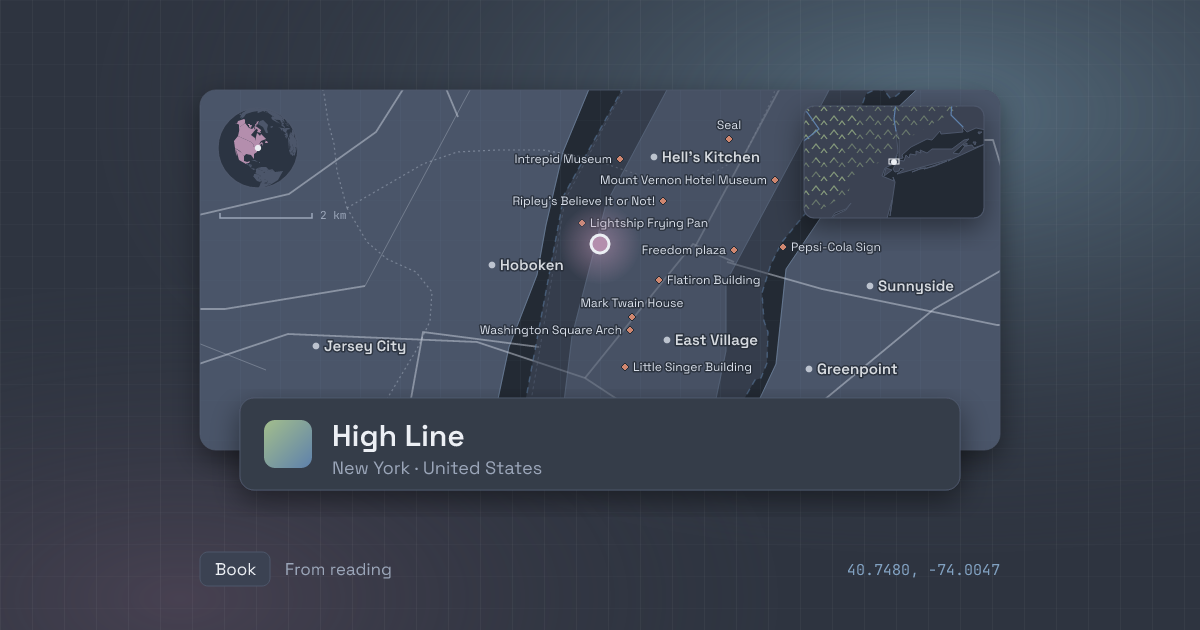 Seal
Intrepid Museum
Hell's Kitchen
Mount Vernon Hotel Museum
Ripley's Believe It or Not!
2 km
Lightship Frying Pan
Freedom plaza
Pepsi-Cola Sign
Hoboken
Flatiron Building
Sunnyside
Mark Twain House
Washington Square Arch
East Village
Jersey City
Little Singer Building
Greenpoint
High Line
New York · United States
Book
From reading
40.7480, -74.0047